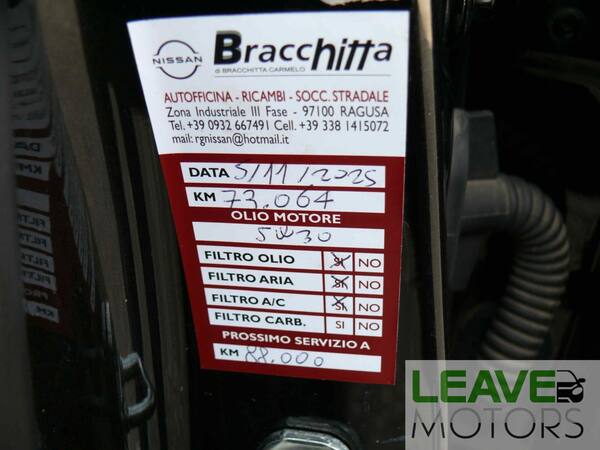 NISSAN
Bracchitta
di BRACCHITTA CARMELO
AUTOFFICINA - RICAMBI - SOCC. STRADALE
Zona Industriale III Fase - 97100 RAGUSA
Tel. +39 0932 667491 Cell. +39 338 1415072
mail: rgnissan@hotmail.it
DATA 5/11/2025
KM 73.064
OLIO MOTORE
5W30
FILTRO OLIO SI NO
FILTRO ARIA SI NO
FILTRO A/C SI NO
FILTRO CARB. SI NO
PROSSIMO SERVIZIO A
KM 88.000
LEAVE
MOTORS